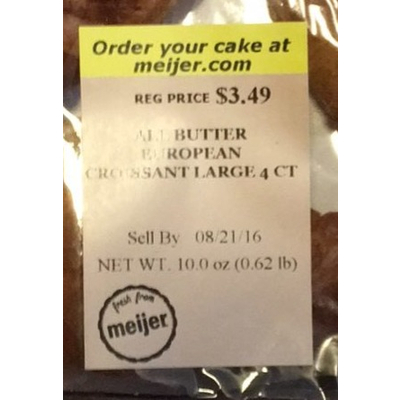 Order your cake at
meijer.com
REG PRICE $3.49
ALL BUTTER
EUROPEAN
CROISSANT LARGE 4 CT
Sell By 08/21/16
NET WT. 10.0 oz (0.62 lb)
fresh from
meijer